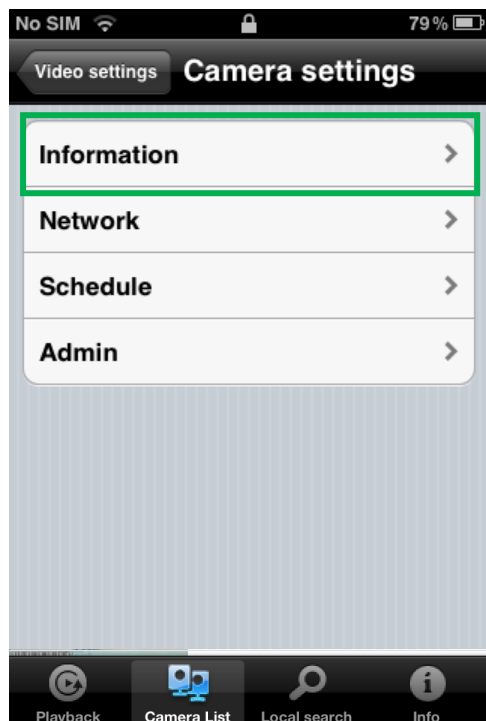 No SIM 79%
Video settings Camera settings
Information
Network
Schedule
Admin
Playback Camera List Local search Info